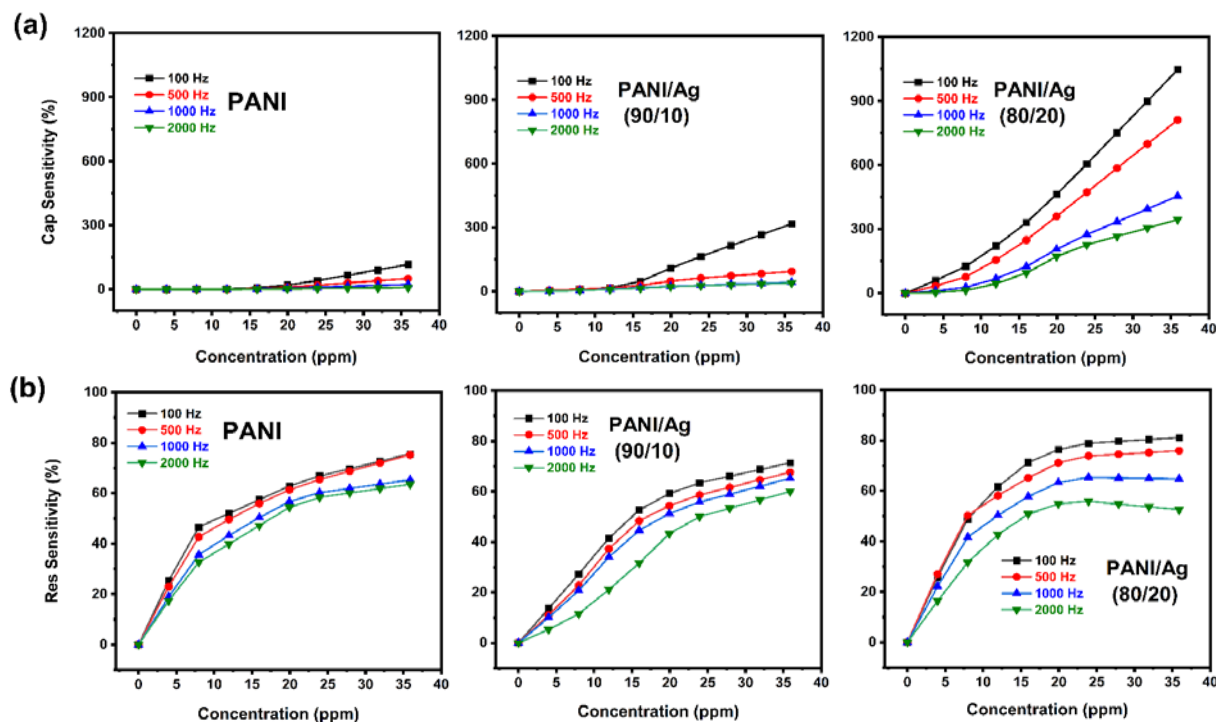 (a)
1200
900
600
300
0
Cap Sensitivity (%)
100 Hz
500 Hz
1000 Hz
2000 Hz
PANI
0 5 10 15 20 25 30 35 40
Concentration (ppm)
1200
900
600
300
0
100 Hz
500 Hz
1000 Hz
2000 Hz
PANI/Ag
(90/10)
0 5 10 15 20 25 30 35 40
Concentration (ppm)
1200
900
600
300
0
100 Hz
500 Hz
1000 Hz
2000 Hz
PANI/Ag
(80/20)
0 5 10 15 20 25 30 35 40
Concentration (ppm)
(b)
100
80
60
40
20
0
Res Sensitivity (%)
100 Hz
500 Hz
1000 Hz
2000 Hz
PANI
0 5 10 15 20 25 30 35 40
Concentration (ppm)
100
80
60
40
20
0
100 Hz
500 Hz
1000 Hz
2000 Hz
PANI/Ag
(90/10)
0 5 10 15 20 25 30 35 40
Concentration (ppm)
100
80
60
40
20
0
100 Hz
500 Hz
1000 Hz
2000 Hz
PANI/Ag
(80/20)
0 5 10 15 20 25 30 35 40
Concentration (ppm)